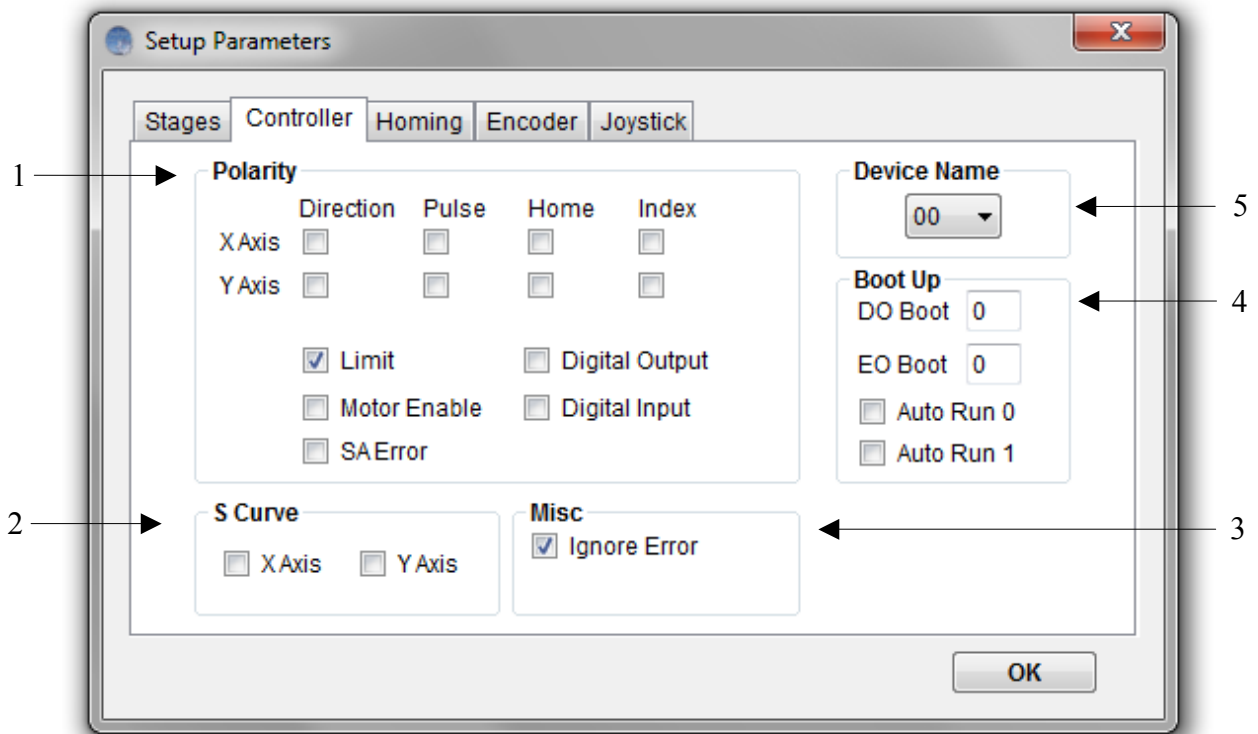 Setup Parameters
X
Stages Controller Homing Encoder Joystick
1
Polarity
Direction Pulse Home Index
X Axis
Y Axis
Limit Digital Output
Motor Enable Digital Input
SA Error
Device Name
00
5
Boot Up
4
DO Boot 0
EO Boot 0
Auto Run 0
Auto Run 1
2
S Curve
X Axis Y Axis
Misc
Ignore Error
3
OK